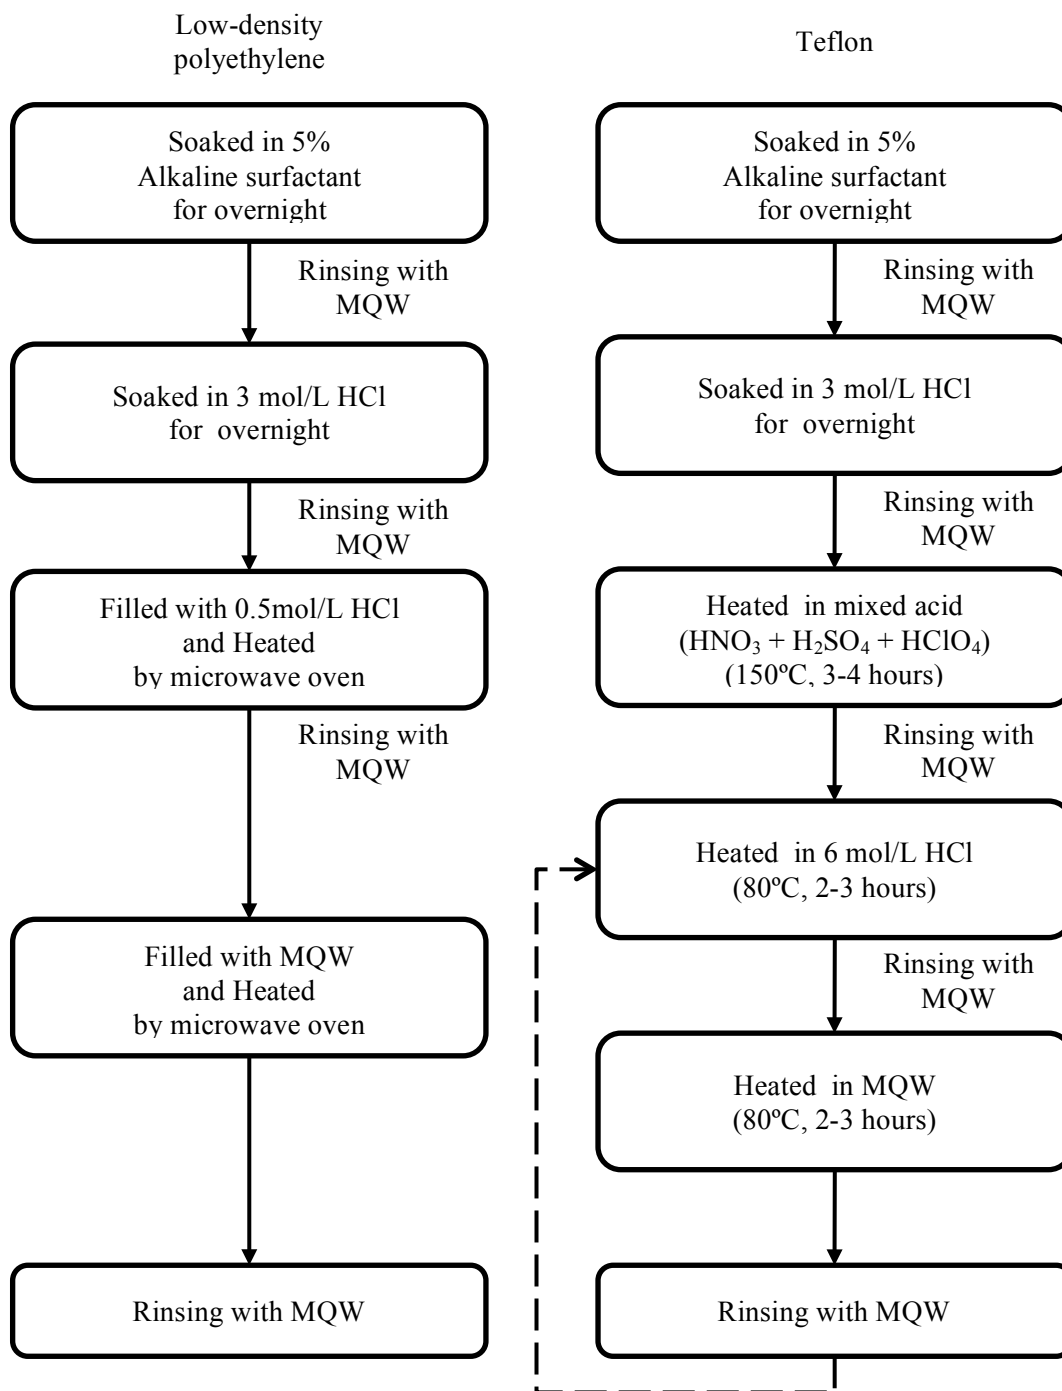 Low-density
polyethylene
Soaked in 5%
Alkaline surfactant
for overnight
Rinsing with
MQW
Soaked in 3 mol/L HCl
for overnight
Rinsing with
MQW
Filled with 0.5mol/L HCl
and Heated
by microwave oven
Rinsing with
MQW
Filled with MQW
and Heated
by microwave oven
Rinsing with MQW
Teflon
Soaked in 5%
Alkaline surfactant
for overnight
Rinsing with
MQW
Soaked in 3 mol/L HCl
for overnight
Rinsing with
MQW
Heated in mixed acid
(HNO₃ + H₂SO₄ + HClO₄)
(150ºC, 3-4 hours)
Rinsing with
MQW
Heated in 6 mol/L HCl
(80ºC, 2-3 hours)
Rinsing with
MQW
Heated in MQW
(80ºC, 2-3 hours)
Rinsing with MQW